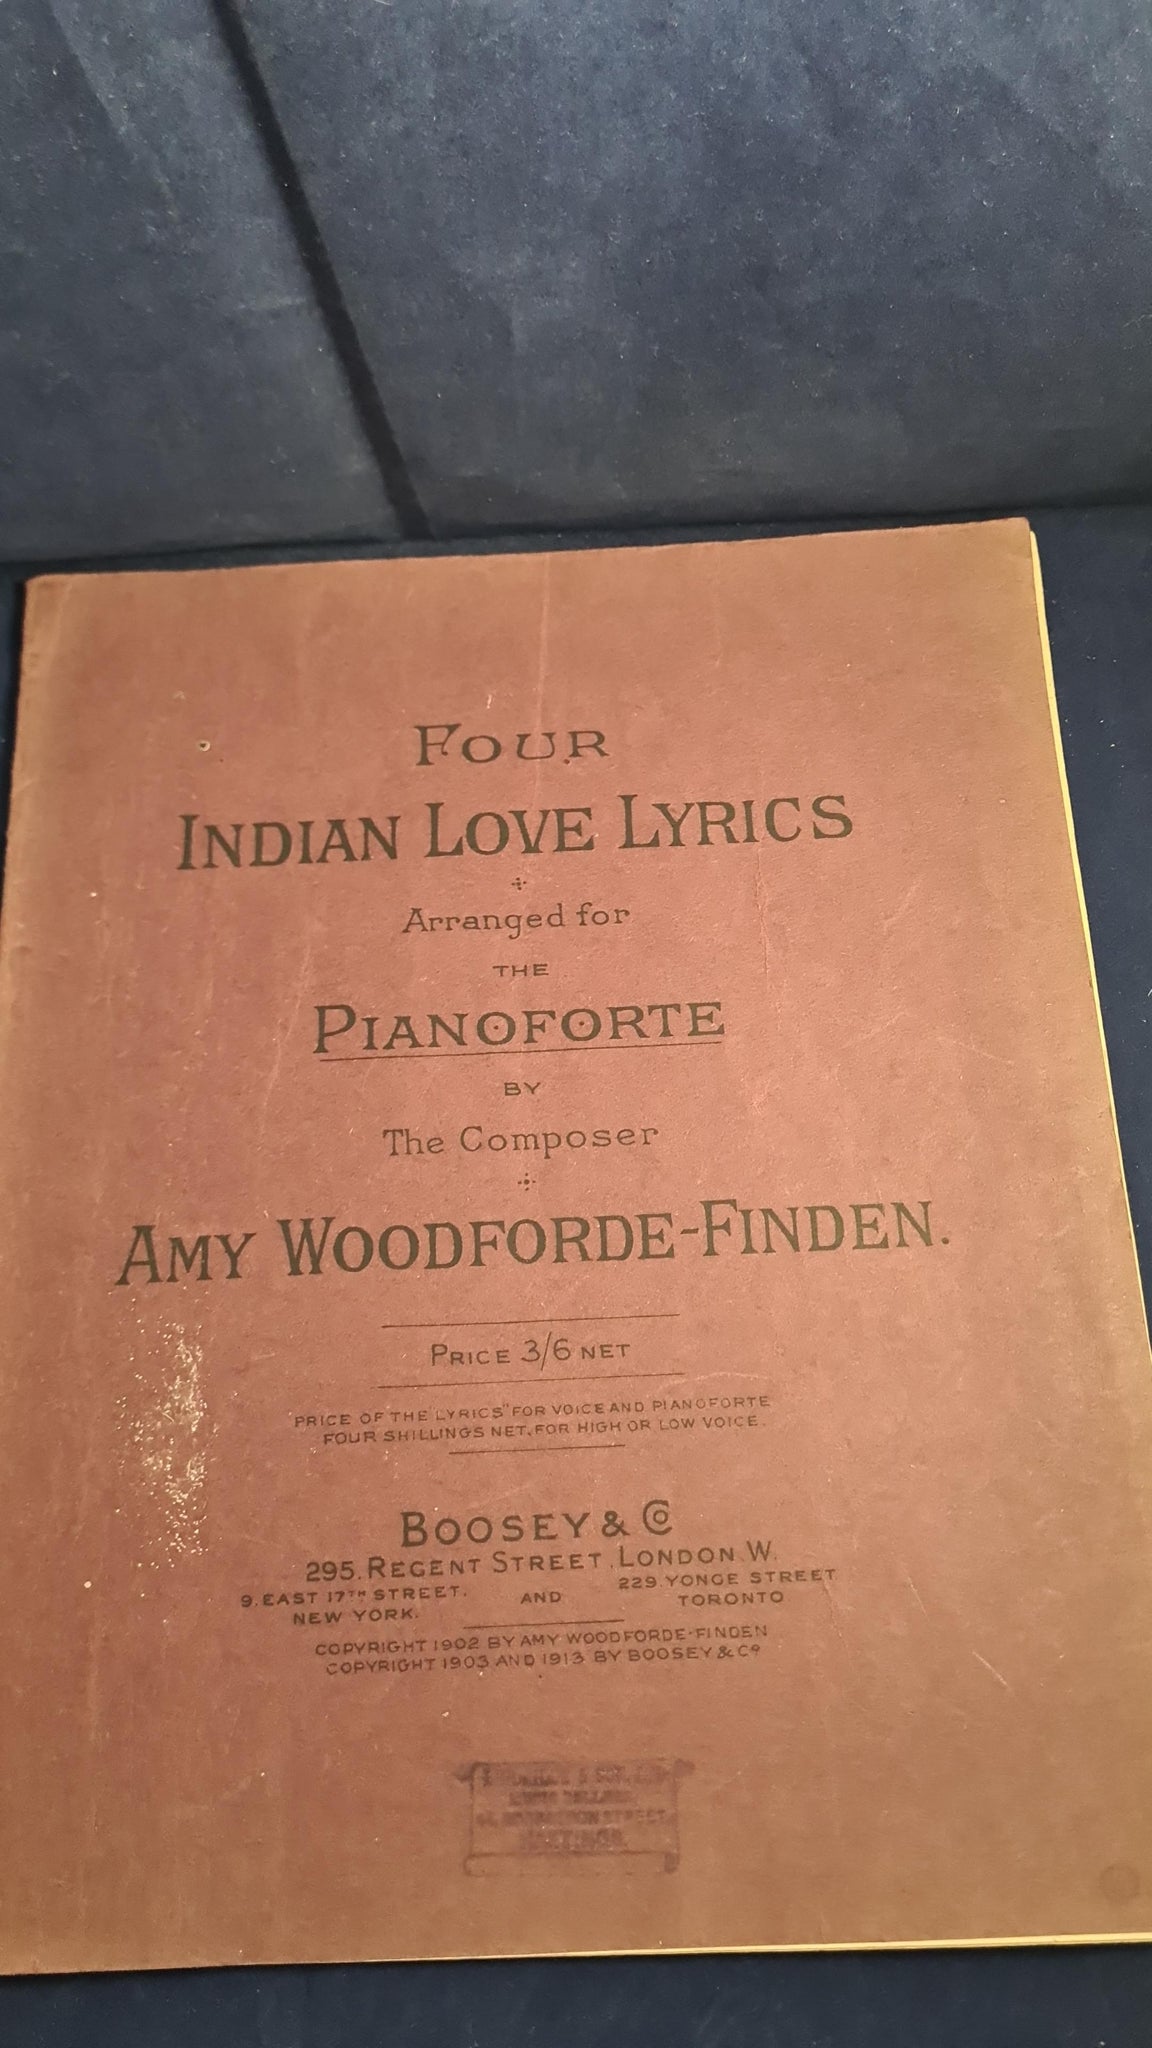 FOUR
INDIAN LOVE LYRICS
Arranged for
THE
PIANOFORTE
BY
The Composer
AMY WOODFORDE-FINDEN.
PRICE 3/6 NET
PRICE OF THE "LYRICS" FOR VOICE AND PIANOFORTE
FOUR SHILLINGS NET, FOR HIGH OR LOW VOICE.
BOOSEY & Co
295. REGENT STREET, LONDON. W.
9. EAST 17TH STREET. AND 229. YONGE STREET
NEW YORK. TORONTO
COPYRIGHT 1902 BY AMY WOODFORDE-FINDEN
COPYRIGHT 1903 AND 1913 BY BOOSEY & Co
STREET